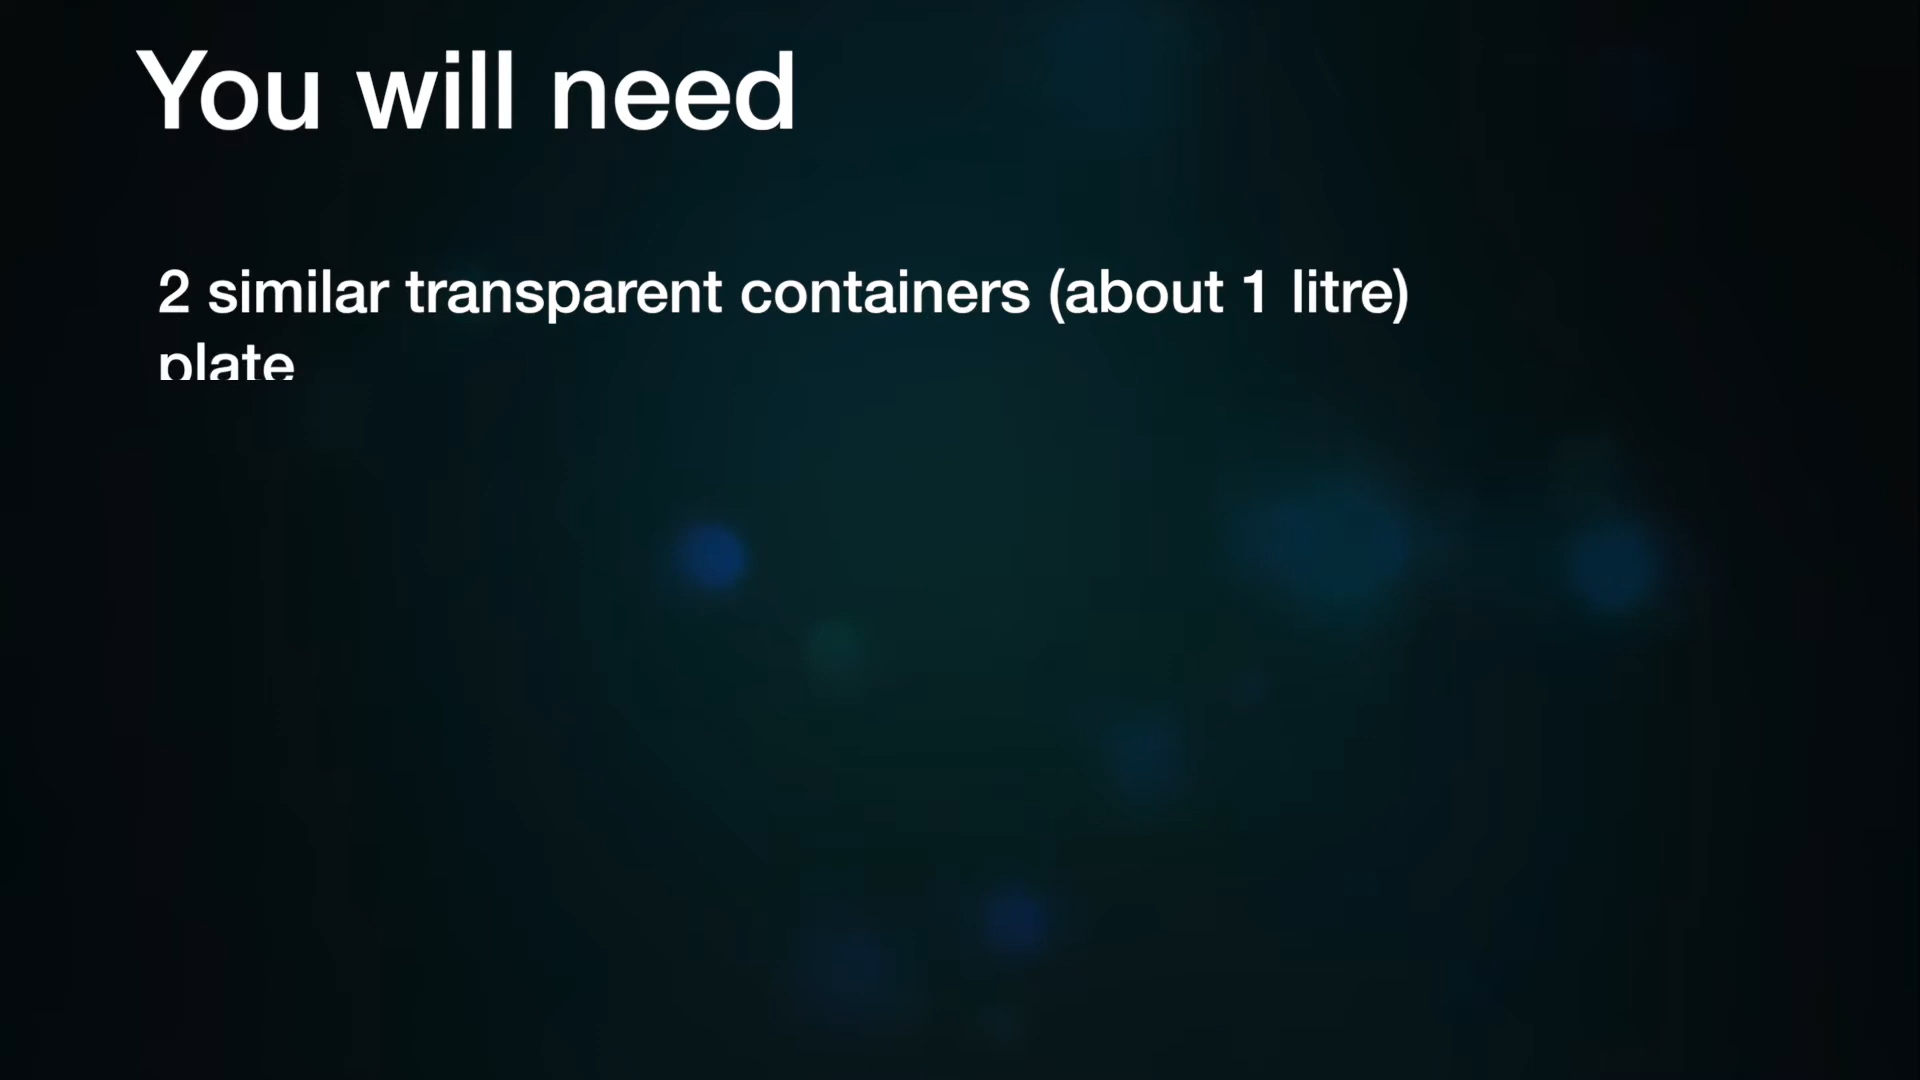 You will need
2 similar transparent containers (about 1 litre)
plate